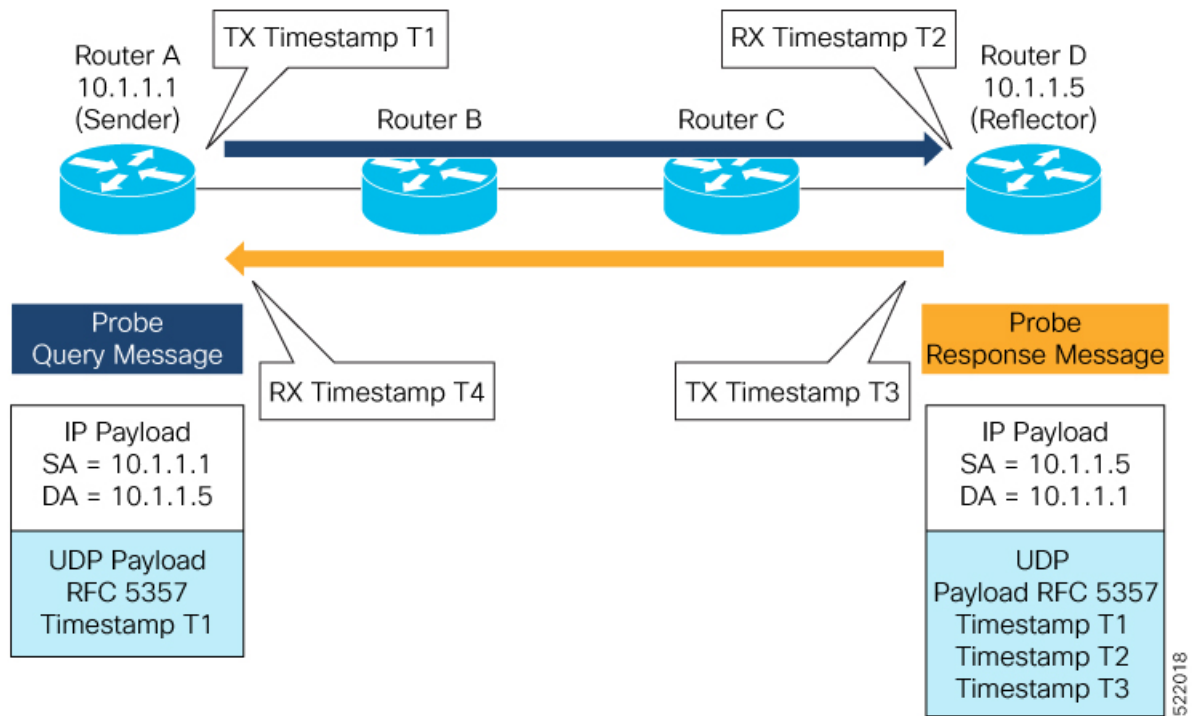 TX Timestamp T1
RX Timestamp T2
Router A
10.1.1.1
(Sender)
Router B
Router C
Router D
10.1.1.5
(Reflector)
Probe
Query Message
RX Timestamp T4
TX Timestamp T3
Probe
Response Message
IP Payload
SA = 10.1.1.1
DA = 10.1.1.5
UDP Payload
RFC 5357
Timestamp T1
IP Payload
SA = 10.1.1.5
DA = 10.1.1.1
UDP
Payload RFC 5357
Timestamp T1
Timestamp T2
Timestamp T3
522018